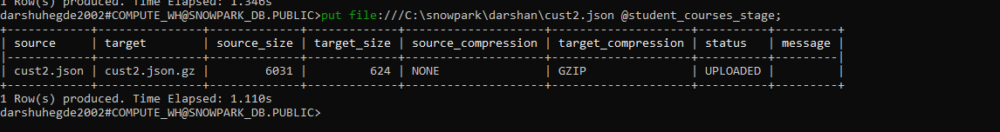 1 Row(s) produced. Time Elapsed: 1.346s
darshuhegde2002#COMPUTE_WH@SNOWPARK_DB.PUBLIC>put file:///C:\snowpark\darshan\cust2.json @student_courses_stage;
+------------+---------------+-------------+-------------+--------------------+--------------------+----------+---------+
| source     | target        | source_size | target_size | source_compression | target_compression | status   | message |
|------------+---------------+-------------+-------------+--------------------+--------------------+----------+---------|
| cust2.json | cust2.json.gz |        6031 |         624 | NONE               | GZIP               | UPLOADED |         |
+------------+---------------+-------------+-------------+--------------------+--------------------+----------+---------+
1 Row(s) produced. Time Elapsed: 1.110s
darshuhegde2002#COMPUTE_WH@SNOWPARK_DB.PUBLIC>